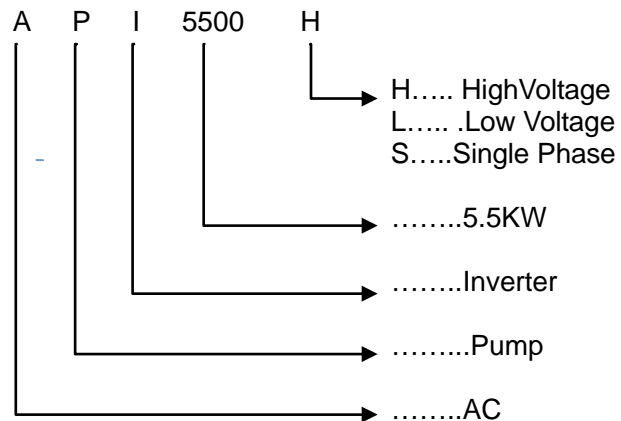 A P I 5500 H
H….. HighVoltage
L….. .Low Voltage
S…..Single Phase
……..5.5KW
……..Inverter
……...Pump
……..AC